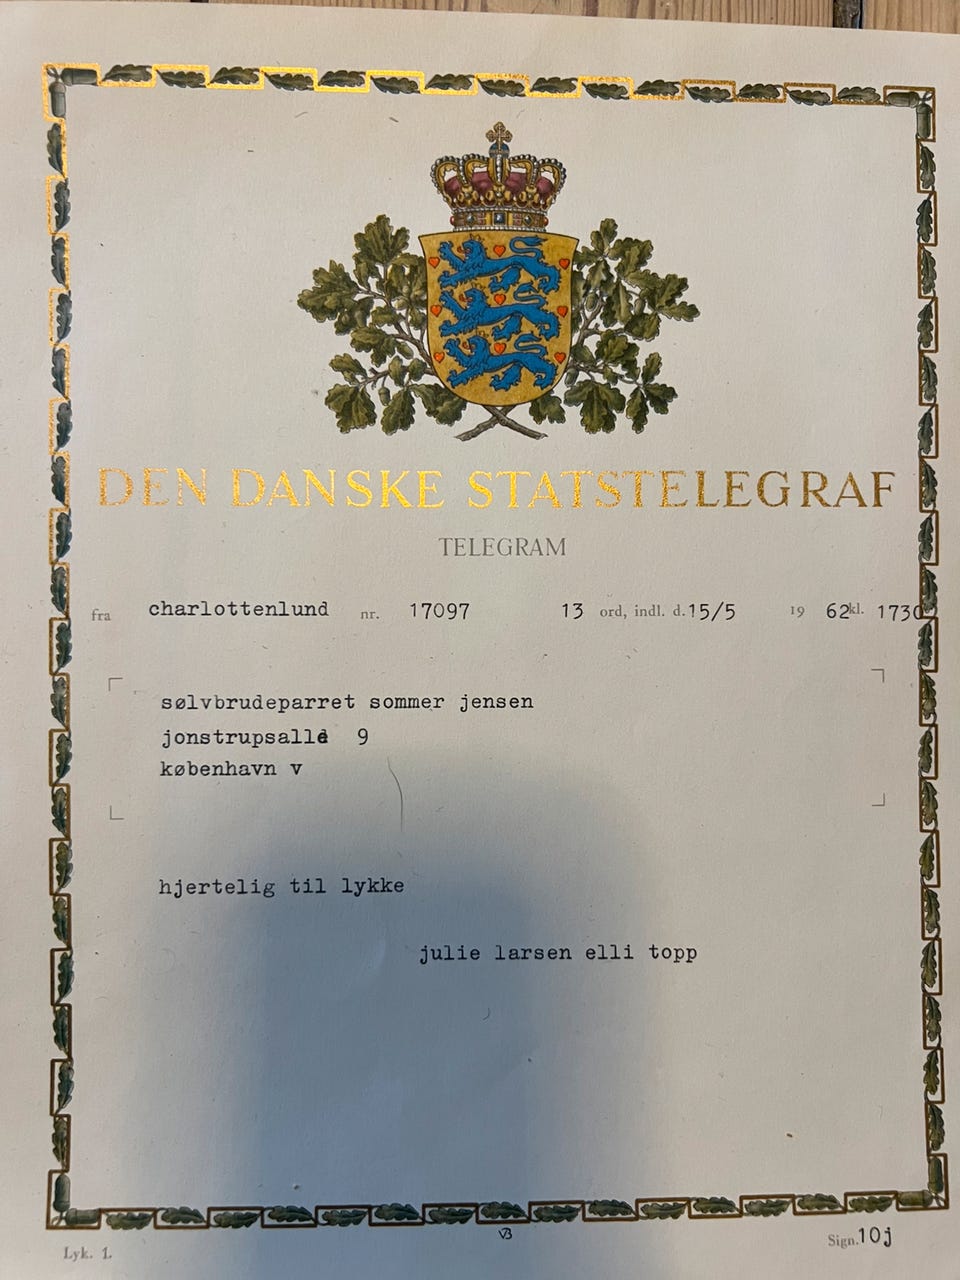 DEN DANSKE STATSTELEGRAF
TELEGRAM
fra charlottenlund nr. 17097 13 ord, indl. d. 15/5 19 62 kl. 1730
sølvbrudeparret sommer jensen
jonstrupsallè 9
københavn v
hjertelig til lykke
julie larsen elli topp
Lyk. 1.
Sign. 10j